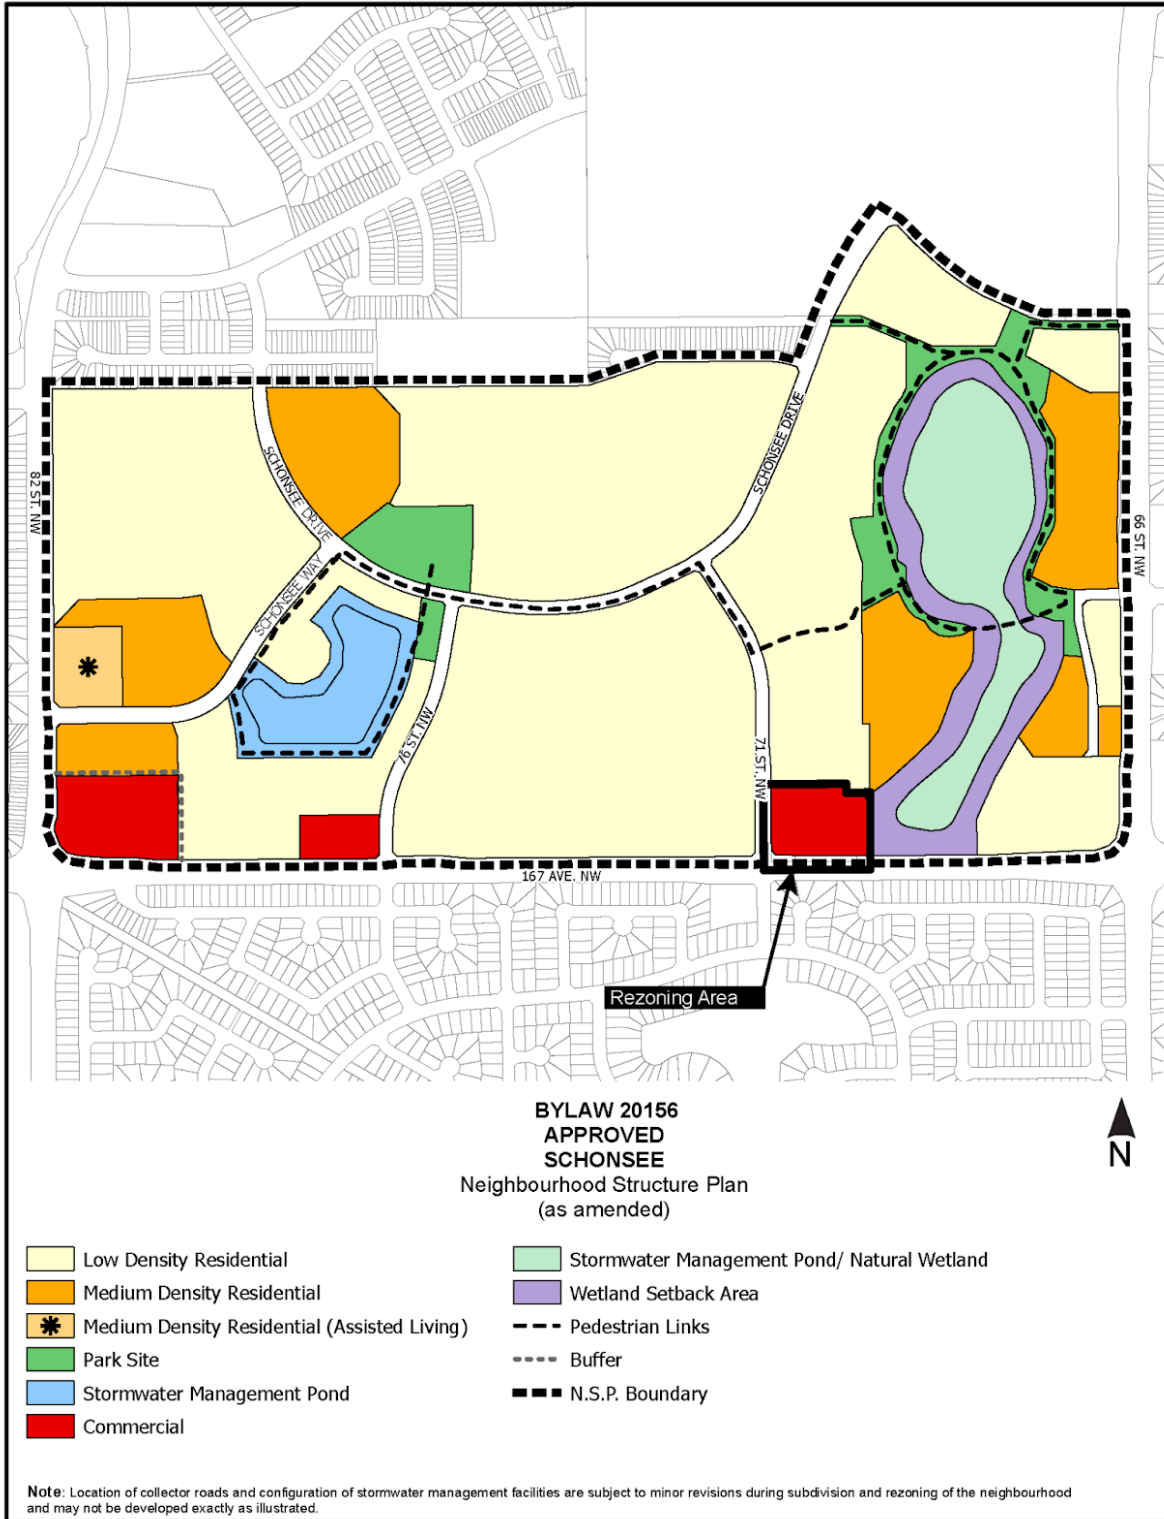 SCHONSEE DRIVE
SCHONSEE DRIVE
82 ST. NW
66 ST. NW
SCHONSEE WAY
76 ST. NW
71 ST. NW
167 AVE. NW
Rezoning Area
BYLAW 20156
APPROVED
SCHONSEE
Neighbourhood Structure Plan
(as amended)
N
Low Density Residential
Medium Density Residential
Medium Density Residential (Assisted Living)
Park Site
Stormwater Management Pond
Commercial
Stormwater Management Pond/ Natural Wetland
Wetland Setback Area
Pedestrian Links
Buffer
N.S.P. Boundary
Note: Location of collector roads and configuration of stormwater management facilities are subject to minor revisions during subdivision and rezoning of the neighbourhood
and may not be developed exactly as illustrated.